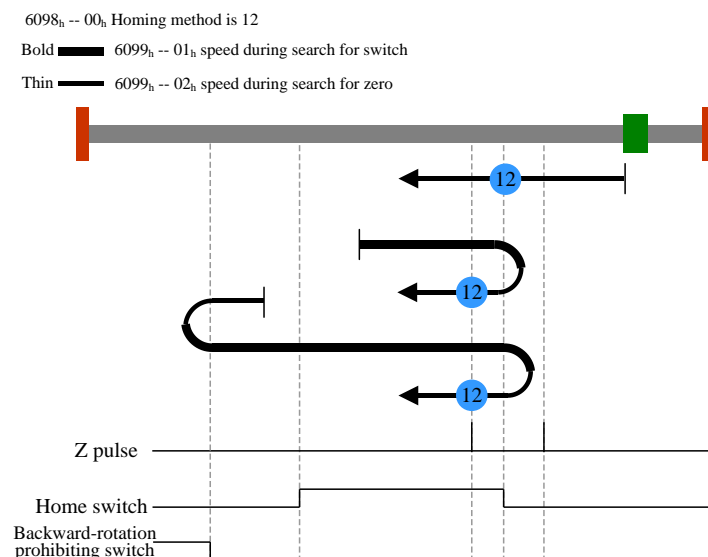 6098h -- 00h Homing method is 12
Bold 6099h -- 01h speed during search for switch
Thin 6099h -- 02h speed during search for zero
12
12
12
Z pulse
Home switch
Backward-rotation
prohibiting switch